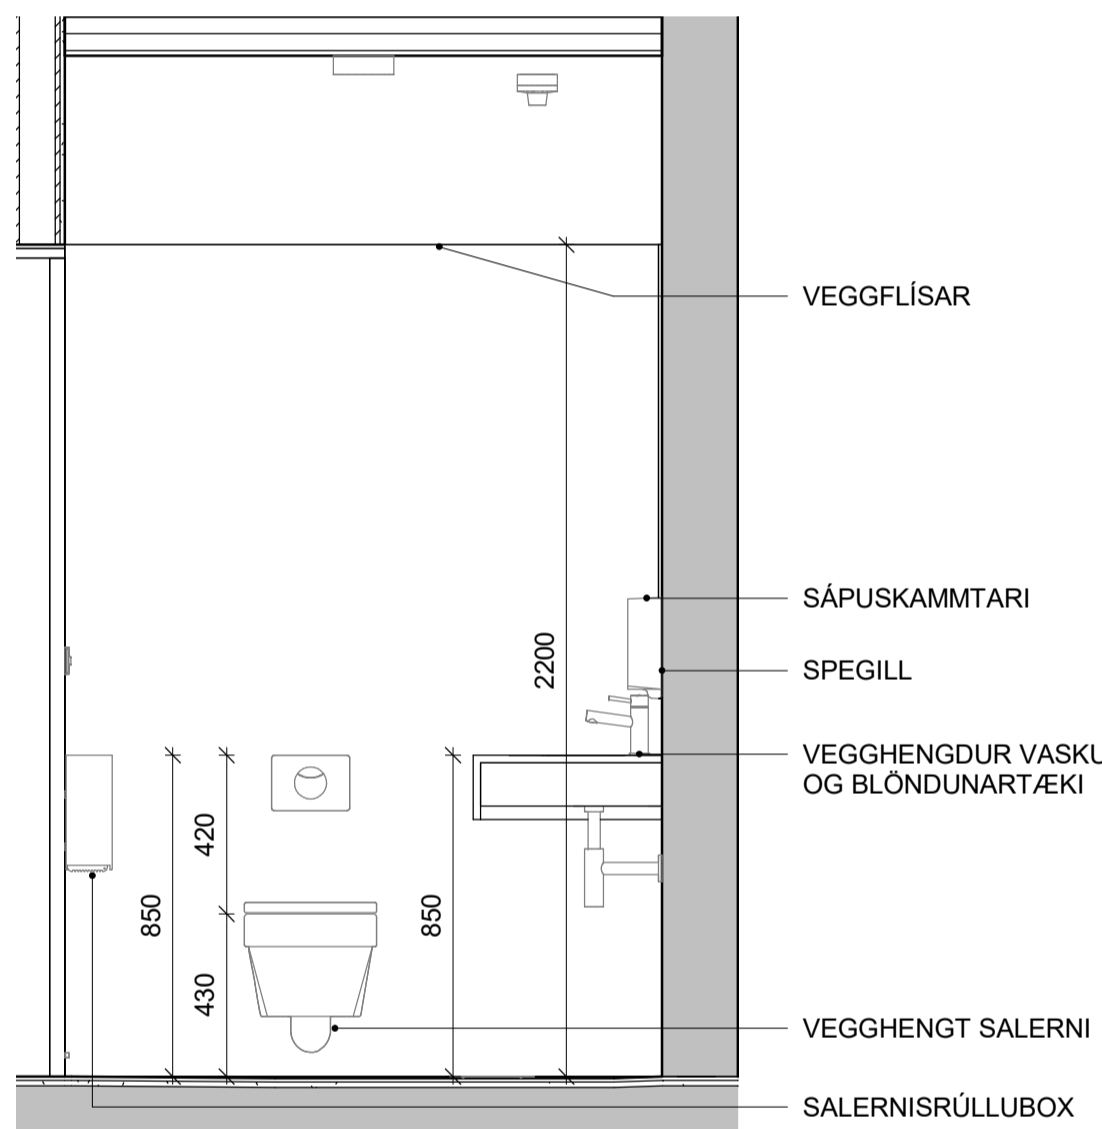 VEGGFLÍSAR
SÁPUSKAMMTARI
2200
SPEGILL
VEGGHENGDUR VASKU
OG BLÖNDUNARTÆKI
420
850
850
430
VEGGHENGT SALERNI
SALERNISRÚLLUBOX